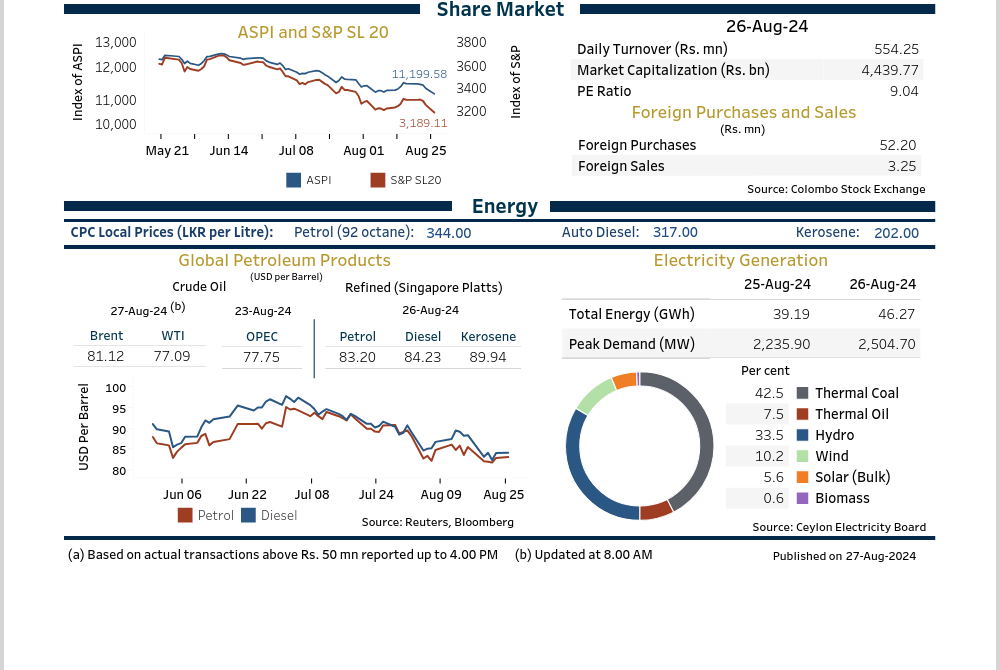 Share Market
ASPI and S&P SL 20
Index of ASPI
13,000
12,000
11,000
10,000
3800
3600
3400
3200
Index of S&P
11,199.58
3,189.11
May 21 Jun 14 Jul 08 Aug 01 Aug 25
ASPI S&P SL20
26-Aug-24
Daily Turnover (Rs. mn) 554.25
Market Capitalization (Rs. bn) 4,439.77
PE Ratio 9.04
Foreign Purchases and Sales
(Rs. mn)
Foreign Purchases 52.20
Foreign Sales 3.25
Source: Colombo Stock Exchange
Energy
CPC Local Prices (LKR per Litre): Petrol (92 octane): 344.00 Auto Diesel: 317.00 Kerosene: 202.00
Global Petroleum Products
(USD per Barrel)
Crude Oil Refined (Singapore Platts)
27-Aug-24 (b) 23-Aug-24 26-Aug-24
Brent WTI OPEC Petrol Diesel Kerosene
81.12 77.09 77.75 83.20 84.23 89.94
USD Per Barrel
100
95
90
85
80
Jun 06 Jun 22 Jul 08 Jul 24 Aug 09 Aug 25
Petrol Diesel
Source: Reuters, Bloomberg
Electricity Generation
25-Aug-24 26-Aug-24
Total Energy (GWh) 39.19 46.27
Peak Demand (MW) 2,235.90 2,504.70
Per cent
42.5 Thermal Coal
7.5 Thermal Oil
33.5 Hydro
10.2 Wind
5.6 Solar (Bulk)
0.6 Biomass
Source: Ceylon Electricity Board
(a) Based on actual transactions above Rs. 50 mn reported up to 4.00 PM (b) Updated at 8.00 AM Published on 27-Aug-2024